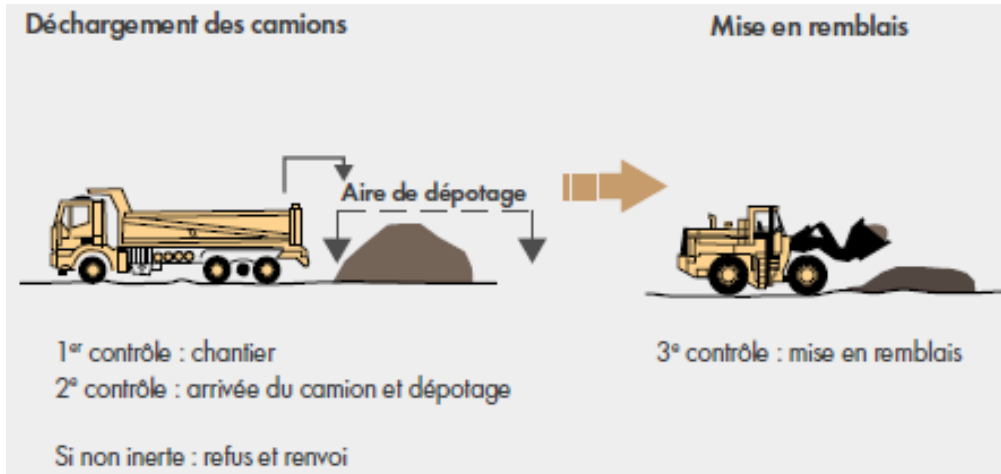 Déchargement des camions
Mise en remblais
Aire de dépotage
1er contrôle : chantier
2e contrôle : arrivée du camion et dépotage
3e contrôle : mise en remblais
Si non inerte : refus et renvoi